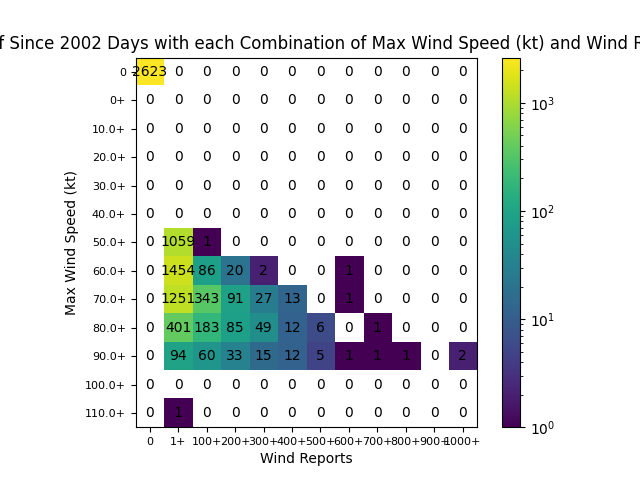 f Since 2002 Days with each Combination of Max Wind Speed (kt) and Wind R
0 2623 0 0 0 0 0 0 0 0 0 0 0
0+ 0 0 0 0 0 0 0 0 0 0 0 0
10.0+ 0 0 0 0 0 0 0 0 0 0 0 0
20.0+ 0 0 0 0 0 0 0 0 0 0 0 0
30.0+ 0 0 0 0 0 0 0 0 0 0 0 0
40.0+ 0 0 0 0 0 0 0 0 0 0 0 0
50.0+ 0 1059 1 0 0 0 0 0 0 0 0 0
60.0+ 0 1454 86 20 2 0 0 1 0 0 0 0
70.0+ 0 1251 343 91 27 13 0 1 0 0 0 0
80.0+ 0 401 183 85 49 12 6 0 1 0 0 0
90.0+ 0 94 60 33 15 12 5 1 1 1 0 2
100.0+ 0 0 0 0 0 0 0 0 0 0 0 0
110.0+ 0 1 0 0 0 0 0 0 0 0 0 0
0 1+ 100+ 200+ 300+ 400+ 500+ 600+ 700+ 800+ 900+ 1000+
Wind Reports
Max Wind Speed (kt)
10³
10²
10¹
10⁰